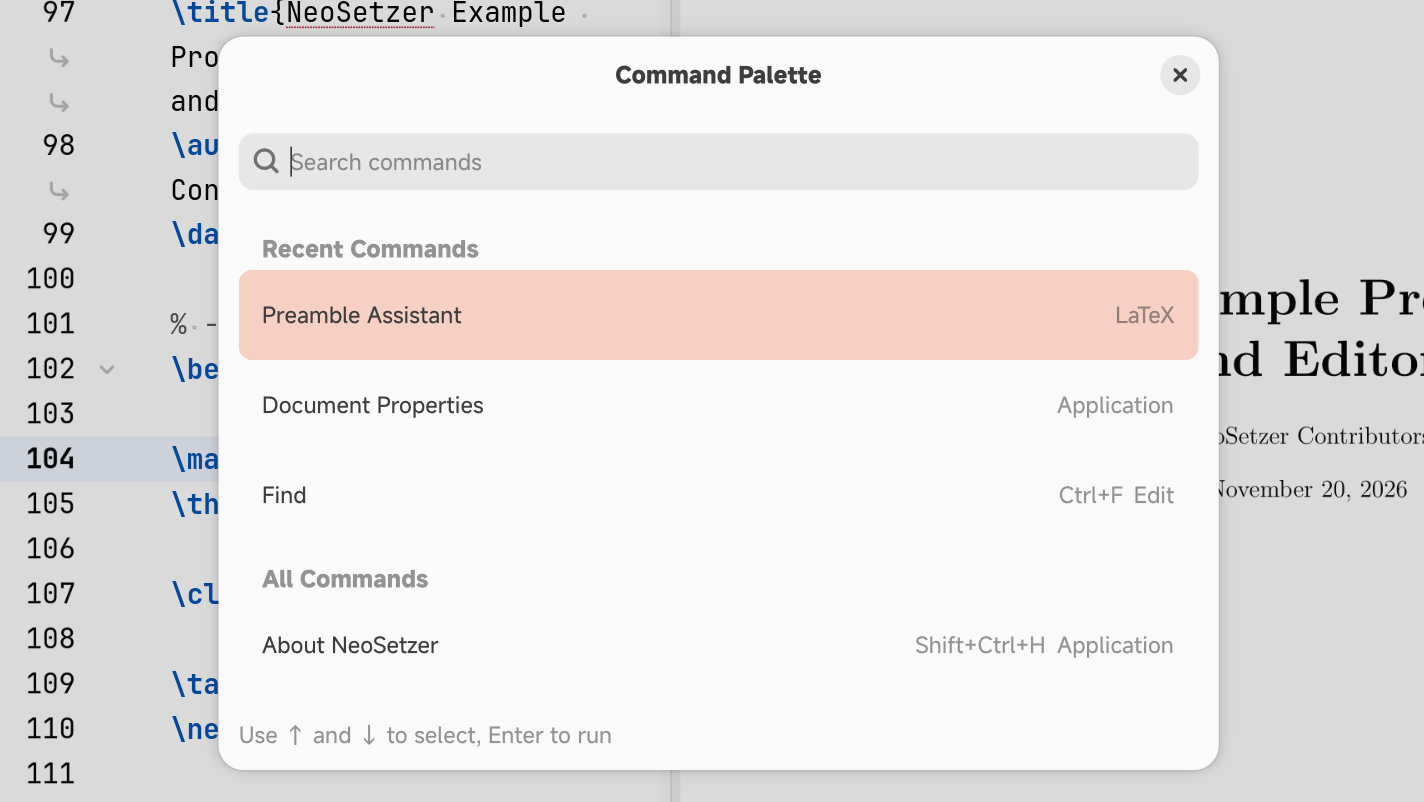 97 \title{NeoSetzer Example
Pro
and
98 \au
Con
99 \da
100
101 % -
102 \be
103
104 \ma
105 \th
106
107 \cl
108
109 \ta
110 \ne
111
Command Palette
Search commands
Recent Commands
Preamble Assistant LaTeX
Document Properties Application
Find Ctrl+F Edit
All Commands
About NeoSetzer Shift+Ctrl+H Application
Use ↑ and ↓ to select, Enter to run
mple Pr
nd Editor
oSetzer Contributors
November 20, 2026